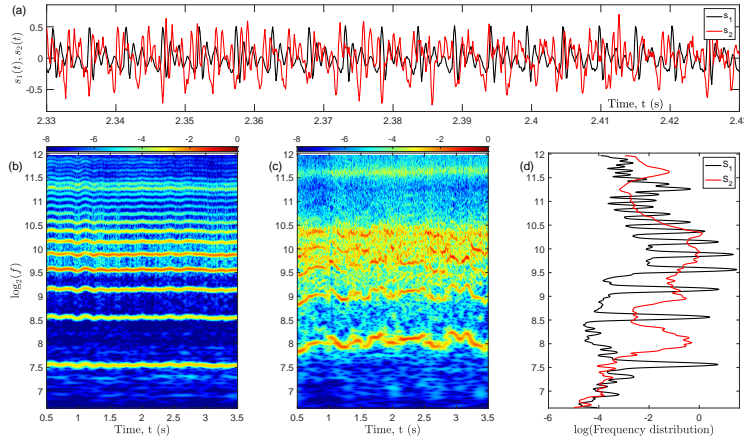 (a)
s1(t), s2(t)
0.5
0
-0.5
s1
s2
Time, t (s)
2.33 2.34 2.35 2.36 2.37 2.38 2.39 2.4 2.41 2.42 2.43
-8 -6 -4 -2 0
-8 -6 -4 -2 0
(b)
(c)
(d)
S1
S2
log2(f)
12
11.5
11
10.5
10
9.5
9
8.5
8
7.5
7
12
11.5
11
10.5
10
9.5
9
8.5
8
7.5
7
12
11.5
11
10.5
10
9.5
9
8.5
8
7.5
7
0.5 1 1.5 2 2.5 3 3.5
0.5 1 1.5 2 2.5 3 3.5
-6 -4 -2 0
Time, t (s)
Time, t (s)
log(Frequency distribution)